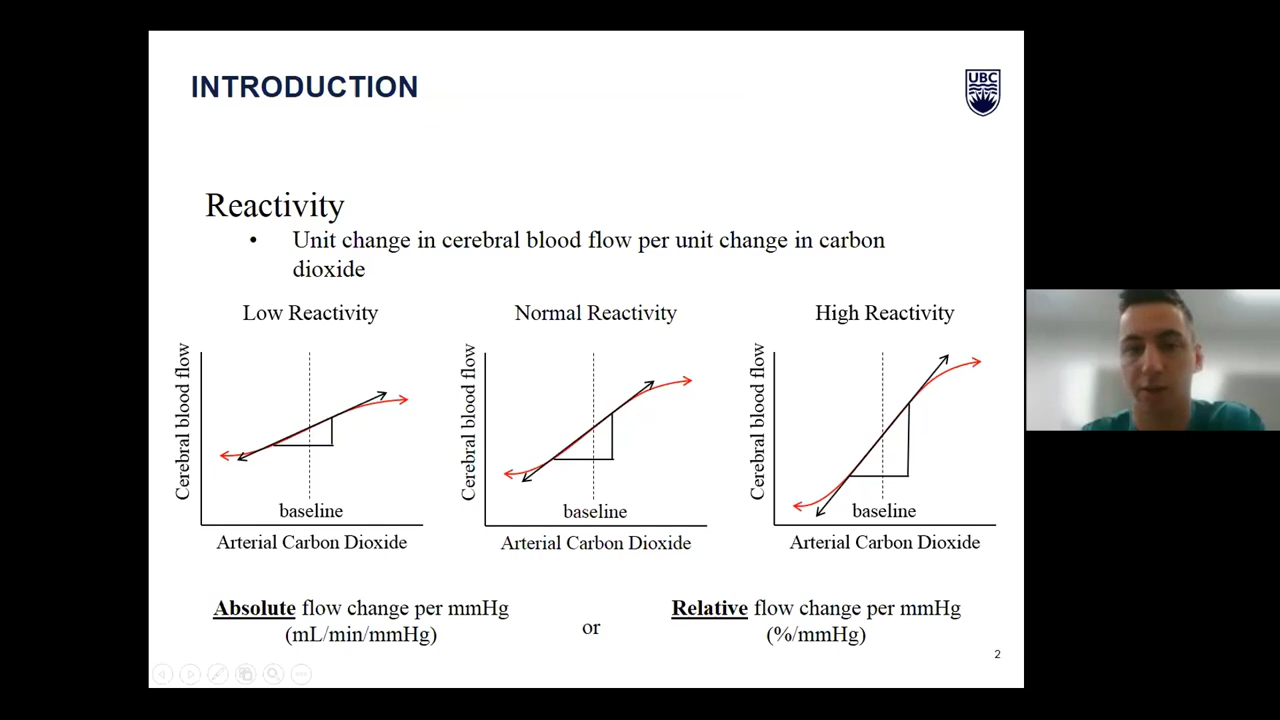 INTRODUCTION
UBC
Reactivity
• Unit change in cerebral blood flow per unit change in carbon
dioxide
Low Reactivity
Normal Reactivity
High Reactivity
Cerebral blood flow
baseline
Arterial Carbon Dioxide
Cerebral blood flow
baseline
Arterial Carbon Dioxide
Cerebral blood flow
baseline
Arterial Carbon Dioxide
Absolute flow change per mmHg
(mL/min/mmHg)
or
Relative flow change per mmHg
(%/mmHg)
2